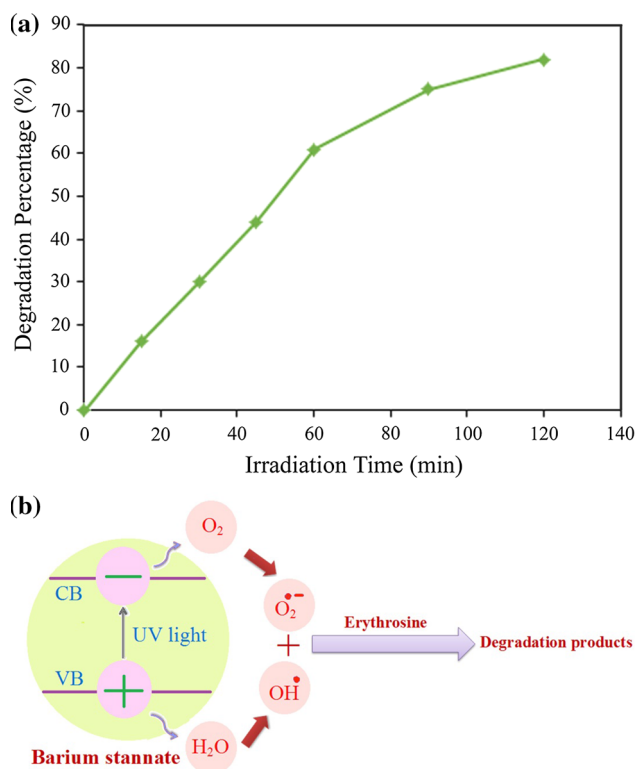 (a)
Degradation Percentage (%)
90
80
70
60
50
40
30
20
10
0
0 20 40 60 80 100 120 140
Irradiation Time (min)
(b)
O₂
CB
UV light
VB
O₂•−
+
OH•
Erythrosine
Degradation products
H₂O
Barium stannate